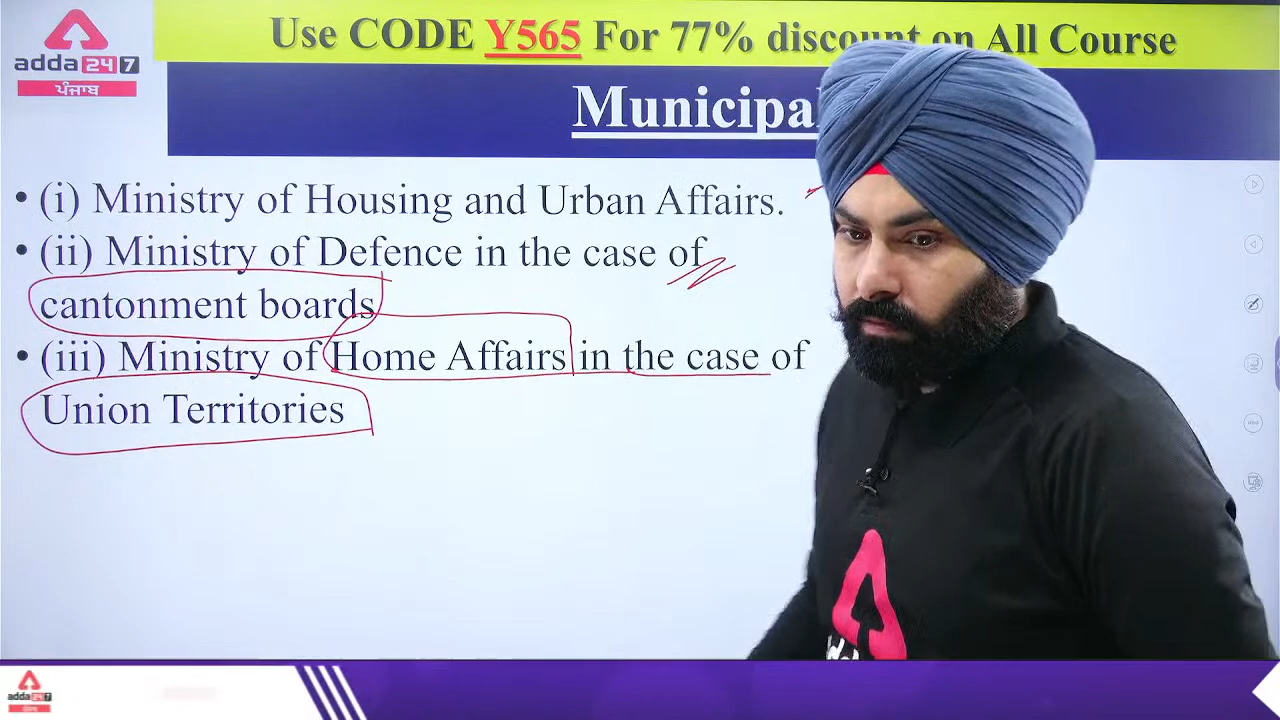 Use CODE Y565 For 77% discount on All Course
adda 247
ਪੰਜਾਬ
• (i) Ministry of Housing and Urban Affairs.
• (ii) Ministry of Defence in the case of
cantonment boards
• (iii) Ministry of Home Affairs in the case of
Union Territories
adda 247